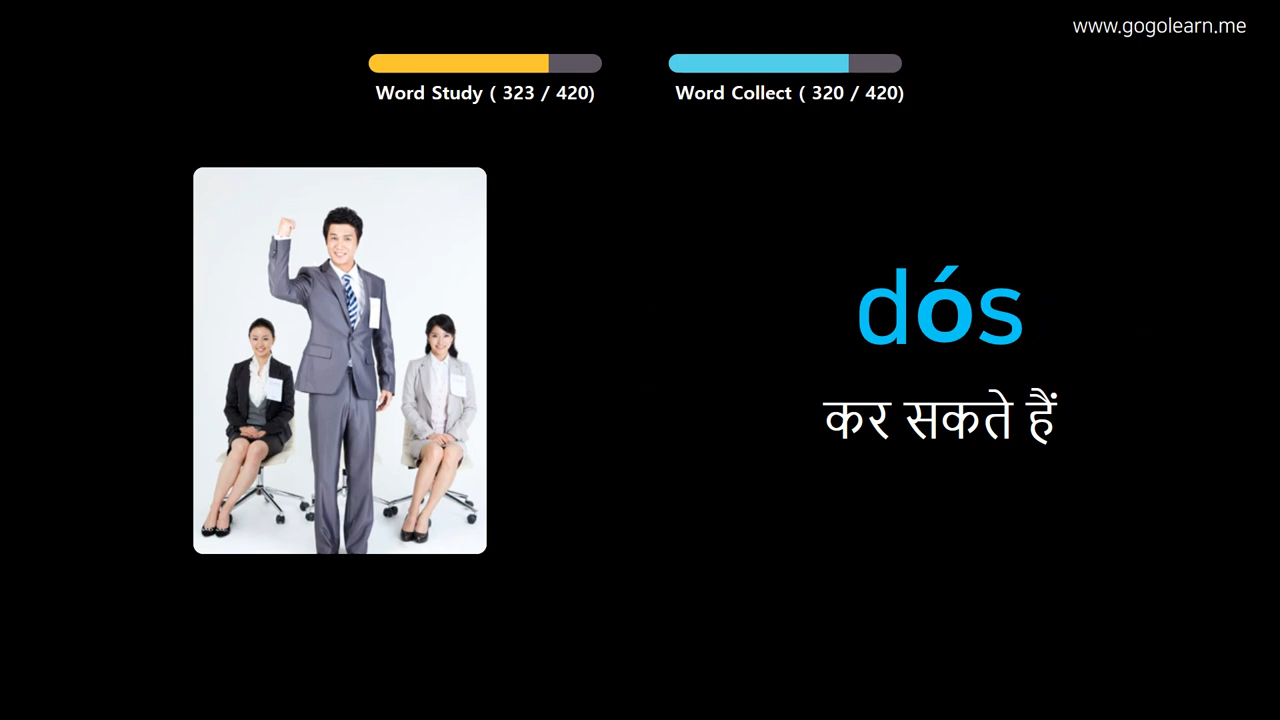 www.gogolearn.me
Word Study ( 323 / 420)
Word Collect ( 320 / 420)
dós
कर सकते हैं